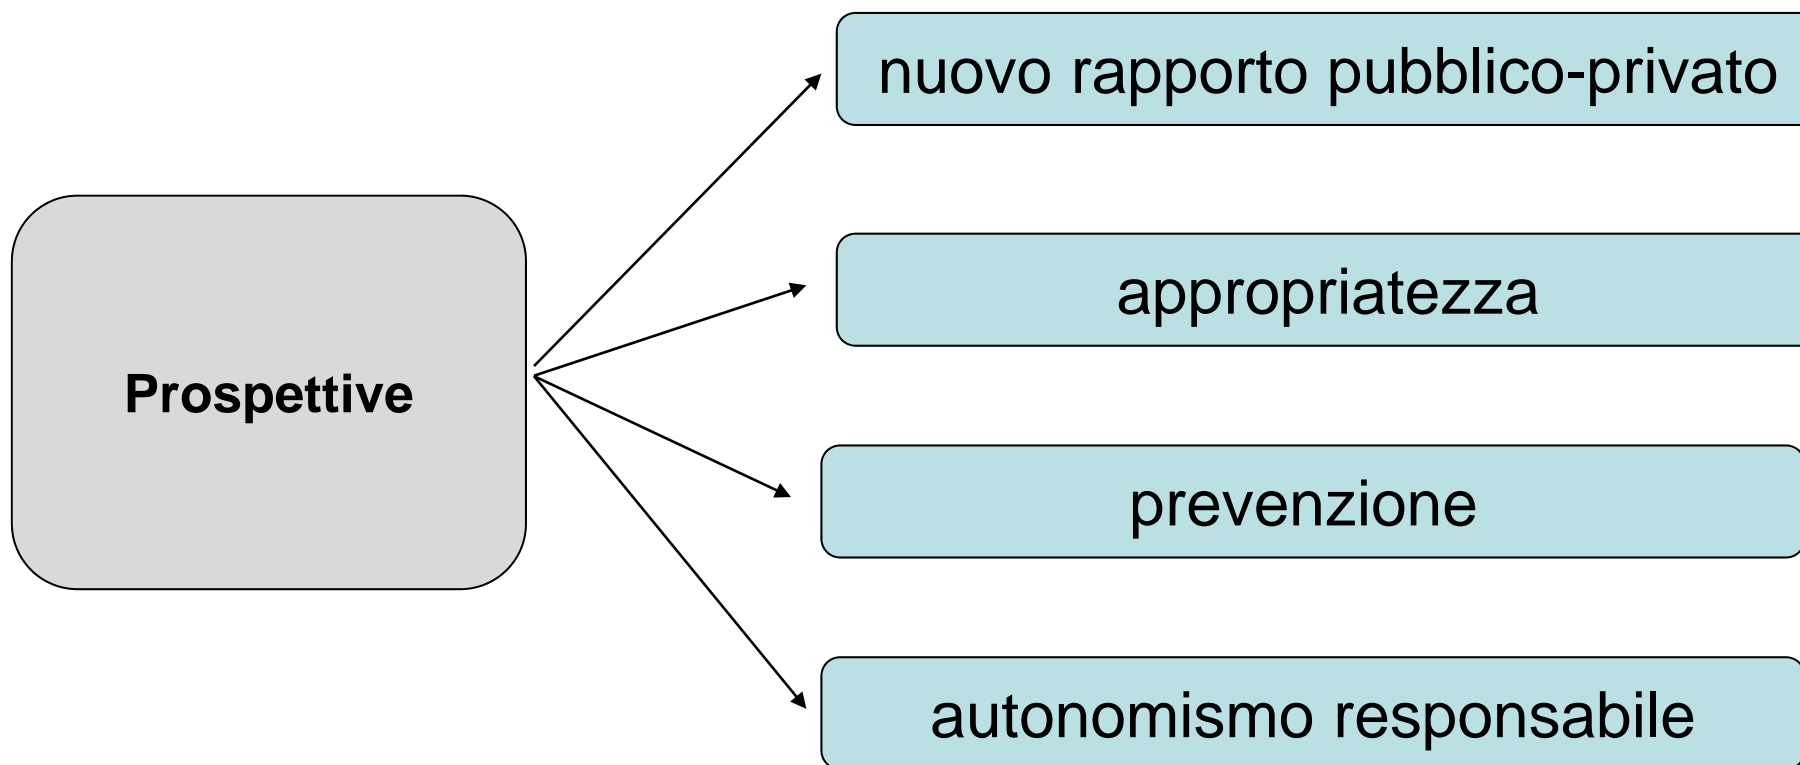 nuovo rapporto pubblico-privato
appropriatezza
Prospettive
prevenzione
autonomismo responsabile